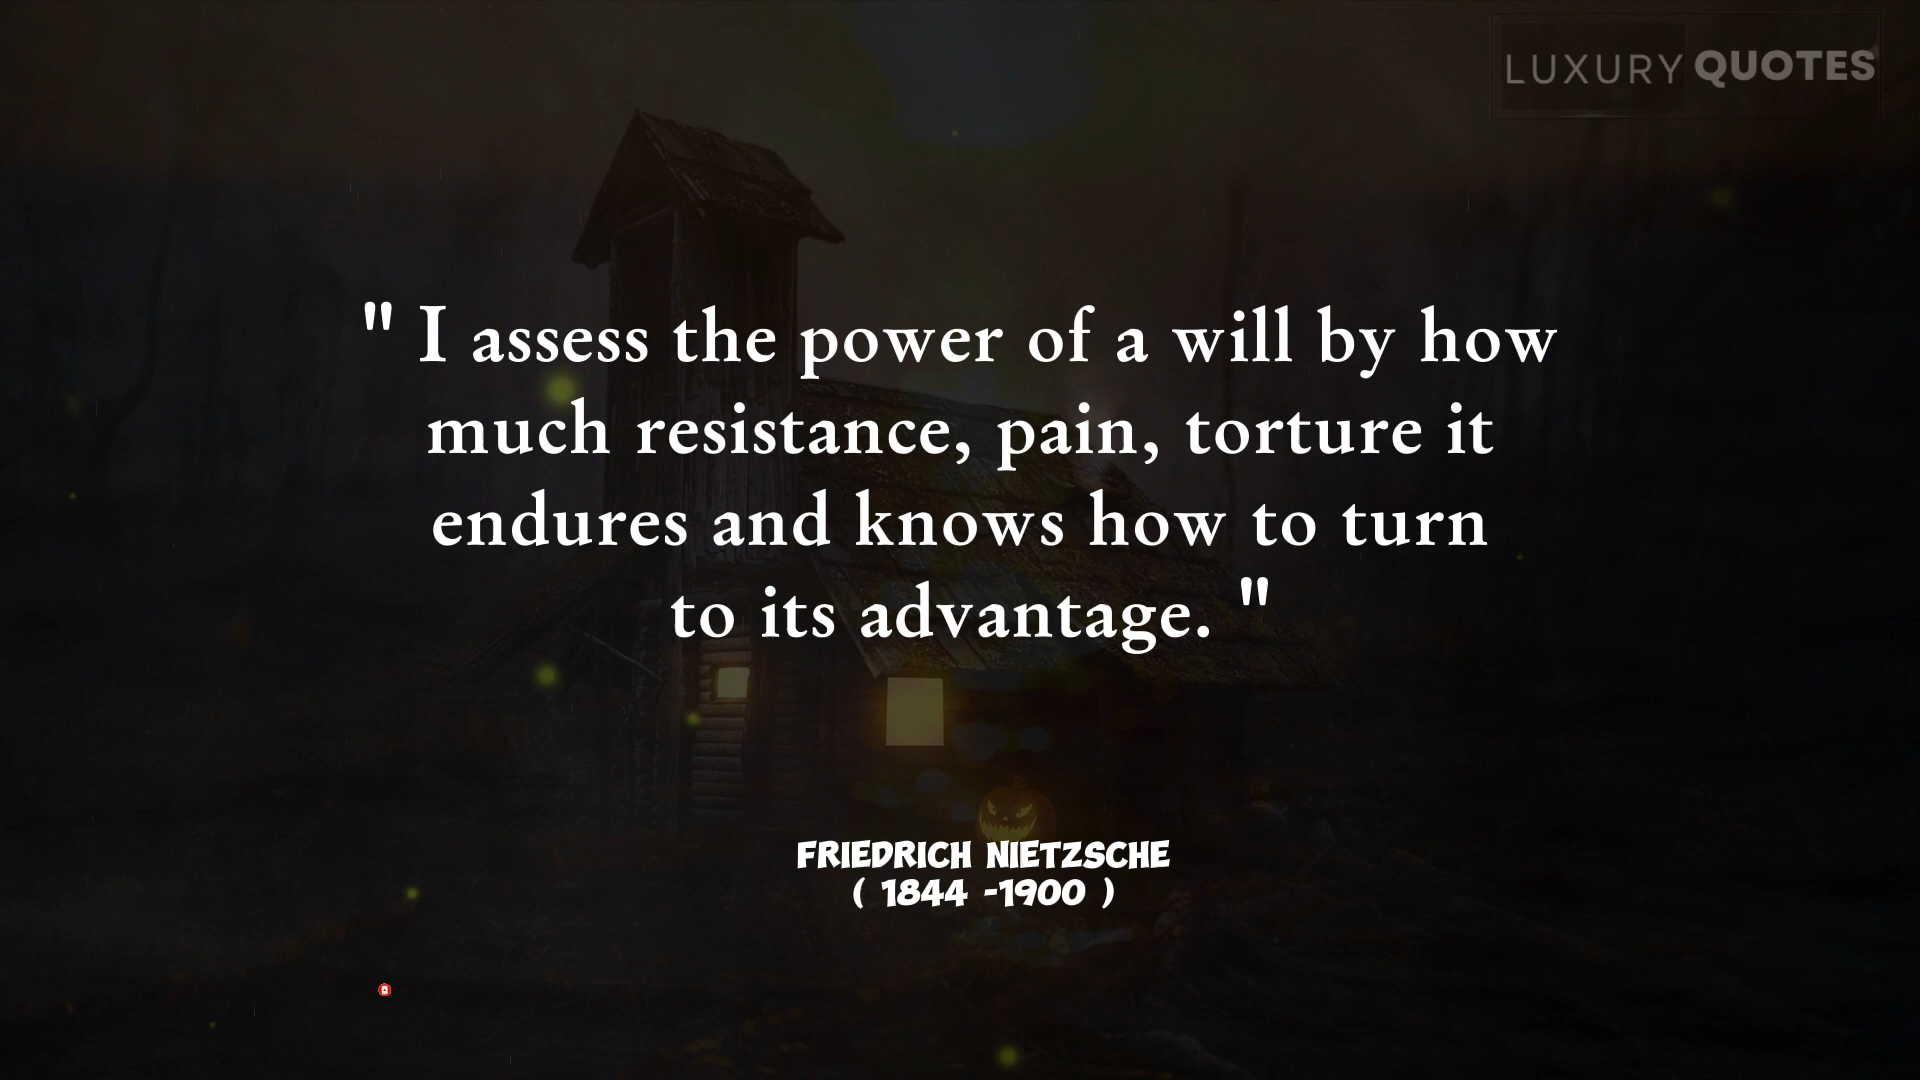 LUXURY QUOTES
" I assess the power of a will by how
much resistance, pain, torture it
endures and knows how to turn
to its advantage. "
FRIEDRICH NIETZSCHE
( 1844 -1900 )